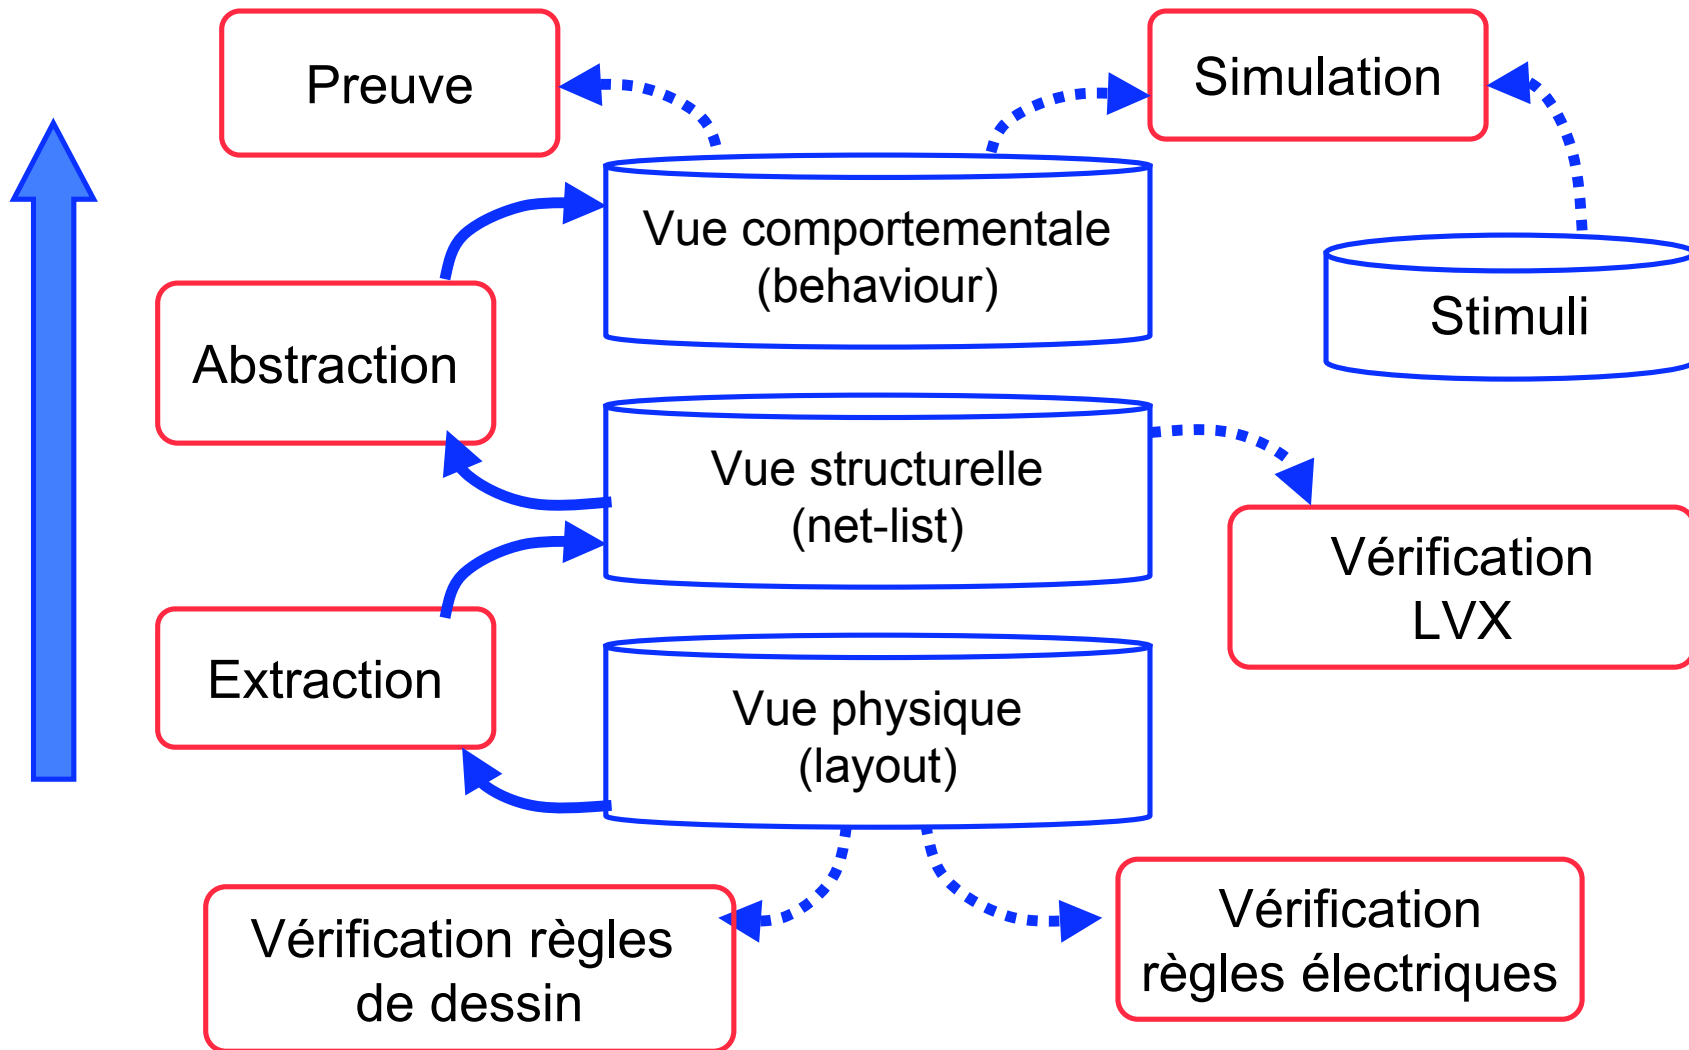 Preuve
Simulation
Vue comportementale
(behaviour)
Stimuli
Abstraction
Vue structurelle
(net-list)
Vérification
LVX
Extraction
Vue physique
(layout)
Vérification règles
de dessin
Vérification
règles électriques